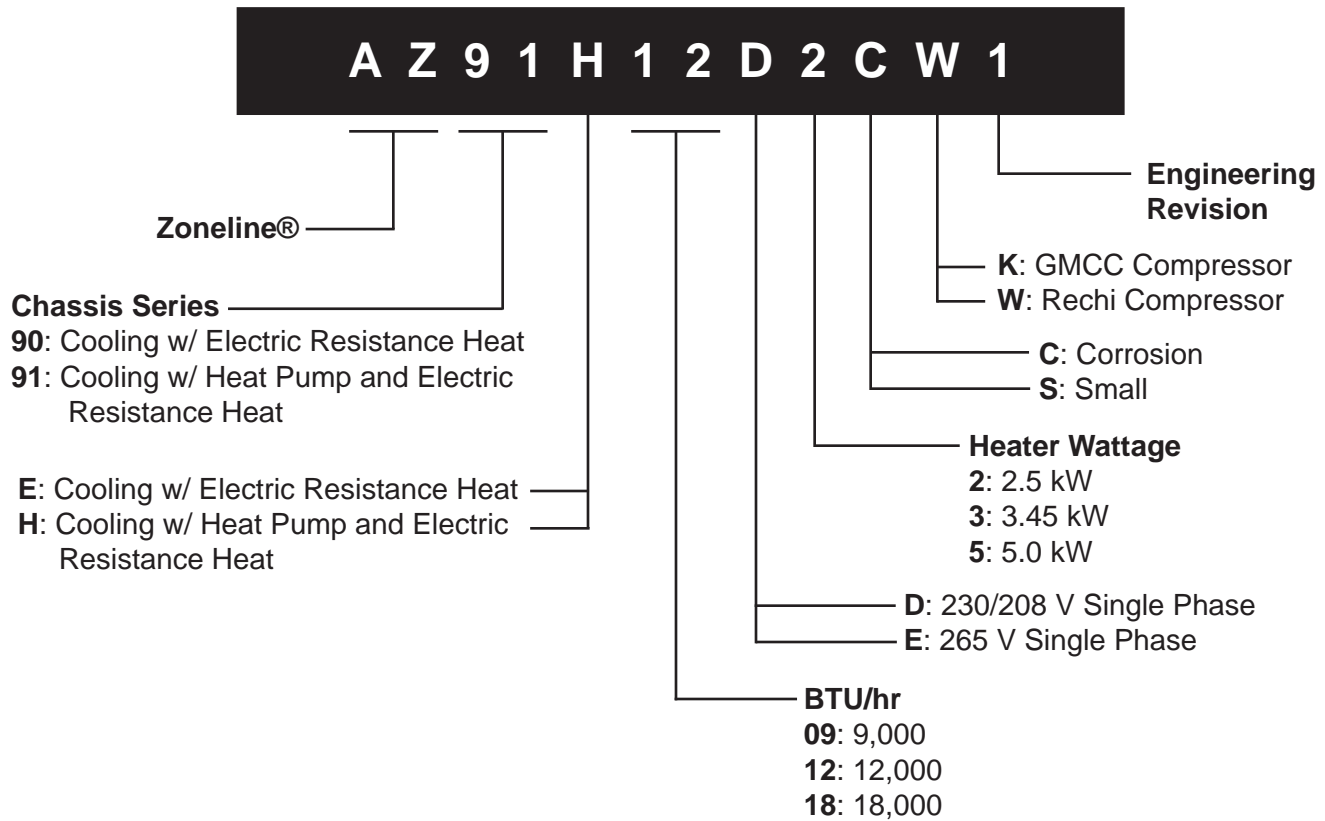 A Z 9 1 H 1 2 D 2 C W 1
Engineering
Revision
Zoneline®
K: GMCC Compressor
W: Rechi Compressor
Chassis Series
90: Cooling w/ Electric Resistance Heat
91: Cooling w/ Heat Pump and Electric
Resistance Heat
C: Corrosion
S: Small
Heater Wattage
2: 2.5 kW
3: 3.45 kW
5: 5.0 kW
E: Cooling w/ Electric Resistance Heat
H: Cooling w/ Heat Pump and Electric
Resistance Heat
D: 230/208 V Single Phase
E: 265 V Single Phase
BTU/hr
09: 9,000
12: 12,000
18: 18,000